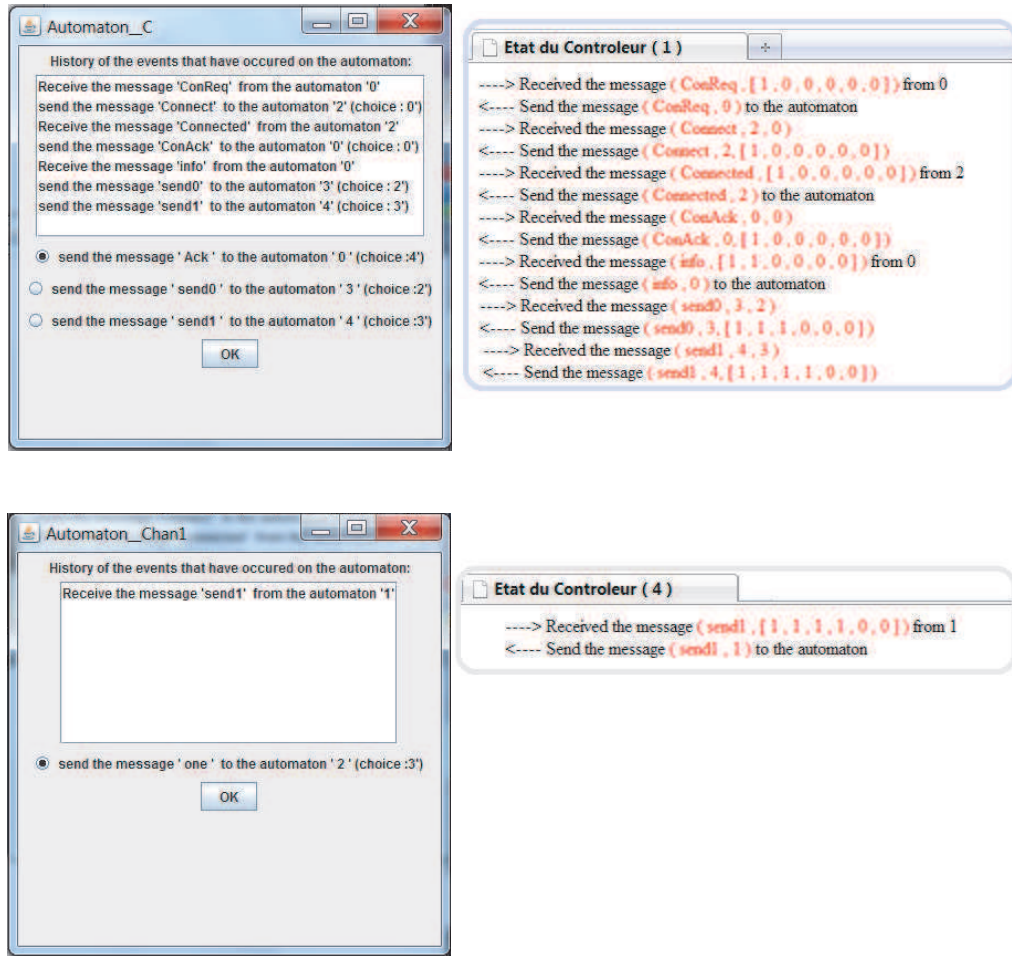 Automaton__C
History of the events that have occured on the automaton:
Receive the message 'ConReq' from the automaton '0'
send the message 'Connect' to the automaton '2' (choice : 0')
Receive the message 'Connected' from the automaton '2'
send the message 'ConAck' to the automaton '0' (choice : 0')
Receive the message 'info' from the automaton '0'
send the message 'send0' to the automaton '3' (choice : 2')
send the message 'send1' to the automaton '4' (choice : 3')
send the message ' Ack ' to the automaton ' 0 ' (choice :4')
send the message ' send0 ' to the automaton ' 3 ' (choice :2')
send the message ' send1 ' to the automaton ' 4 ' (choice :3')
OK
Etat du Controleur ( 1 )
----> Received the message ( ConReq , [ 1 , 0 , 0 , 0 , 0 , 0 ] ) from 0
<---- Send the message ( ConReq , 0 ) to the automaton
----> Received the message ( Connect , 2 , 0 )
<---- Send the message ( Connect , 2, [ 1 , 0 , 0 , 0 , 0 , 0 ] )
----> Received the message ( Connected , [ 1 , 0 , 0 , 0 , 0 , 0 ] ) from 2
<---- Send the message ( Connected , 2 ) to the automaton
----> Received the message ( ConAck , 0 , 0 )
<---- Send the message ( ConAck , 0, [ 1 , 0 , 0 , 0 , 0 , 0 ] )
----> Received the message ( info , [ 1 , 1 , 0 , 0 , 0 , 0 ] ) from 0
<---- Send the message ( info , 0 ) to the automaton
----> Received the message ( send0 , 3 , 2 )
<---- Send the message ( send0 , 3, [ 1 , 1 , 1 , 0 , 0 , 0 ] )
----> Received the message ( send1 , 4 , 3 )
<---- Send the message ( send1 , 4, [ 1 , 1 , 1 , 1 , 0 , 0 ] )
Automaton__Chan1
History of the events that have occured on the automaton:
Receive the message 'send1' from the automaton '1'
send the message ' one ' to the automaton ' 2 ' (choice :3')
OK
Etat du Controleur ( 4 )
----> Received the message ( send1 , [ 1 , 1 , 1 , 1 , 0 , 0 ] ) from 1
<---- Send the message ( send1 , 1 ) to the automaton